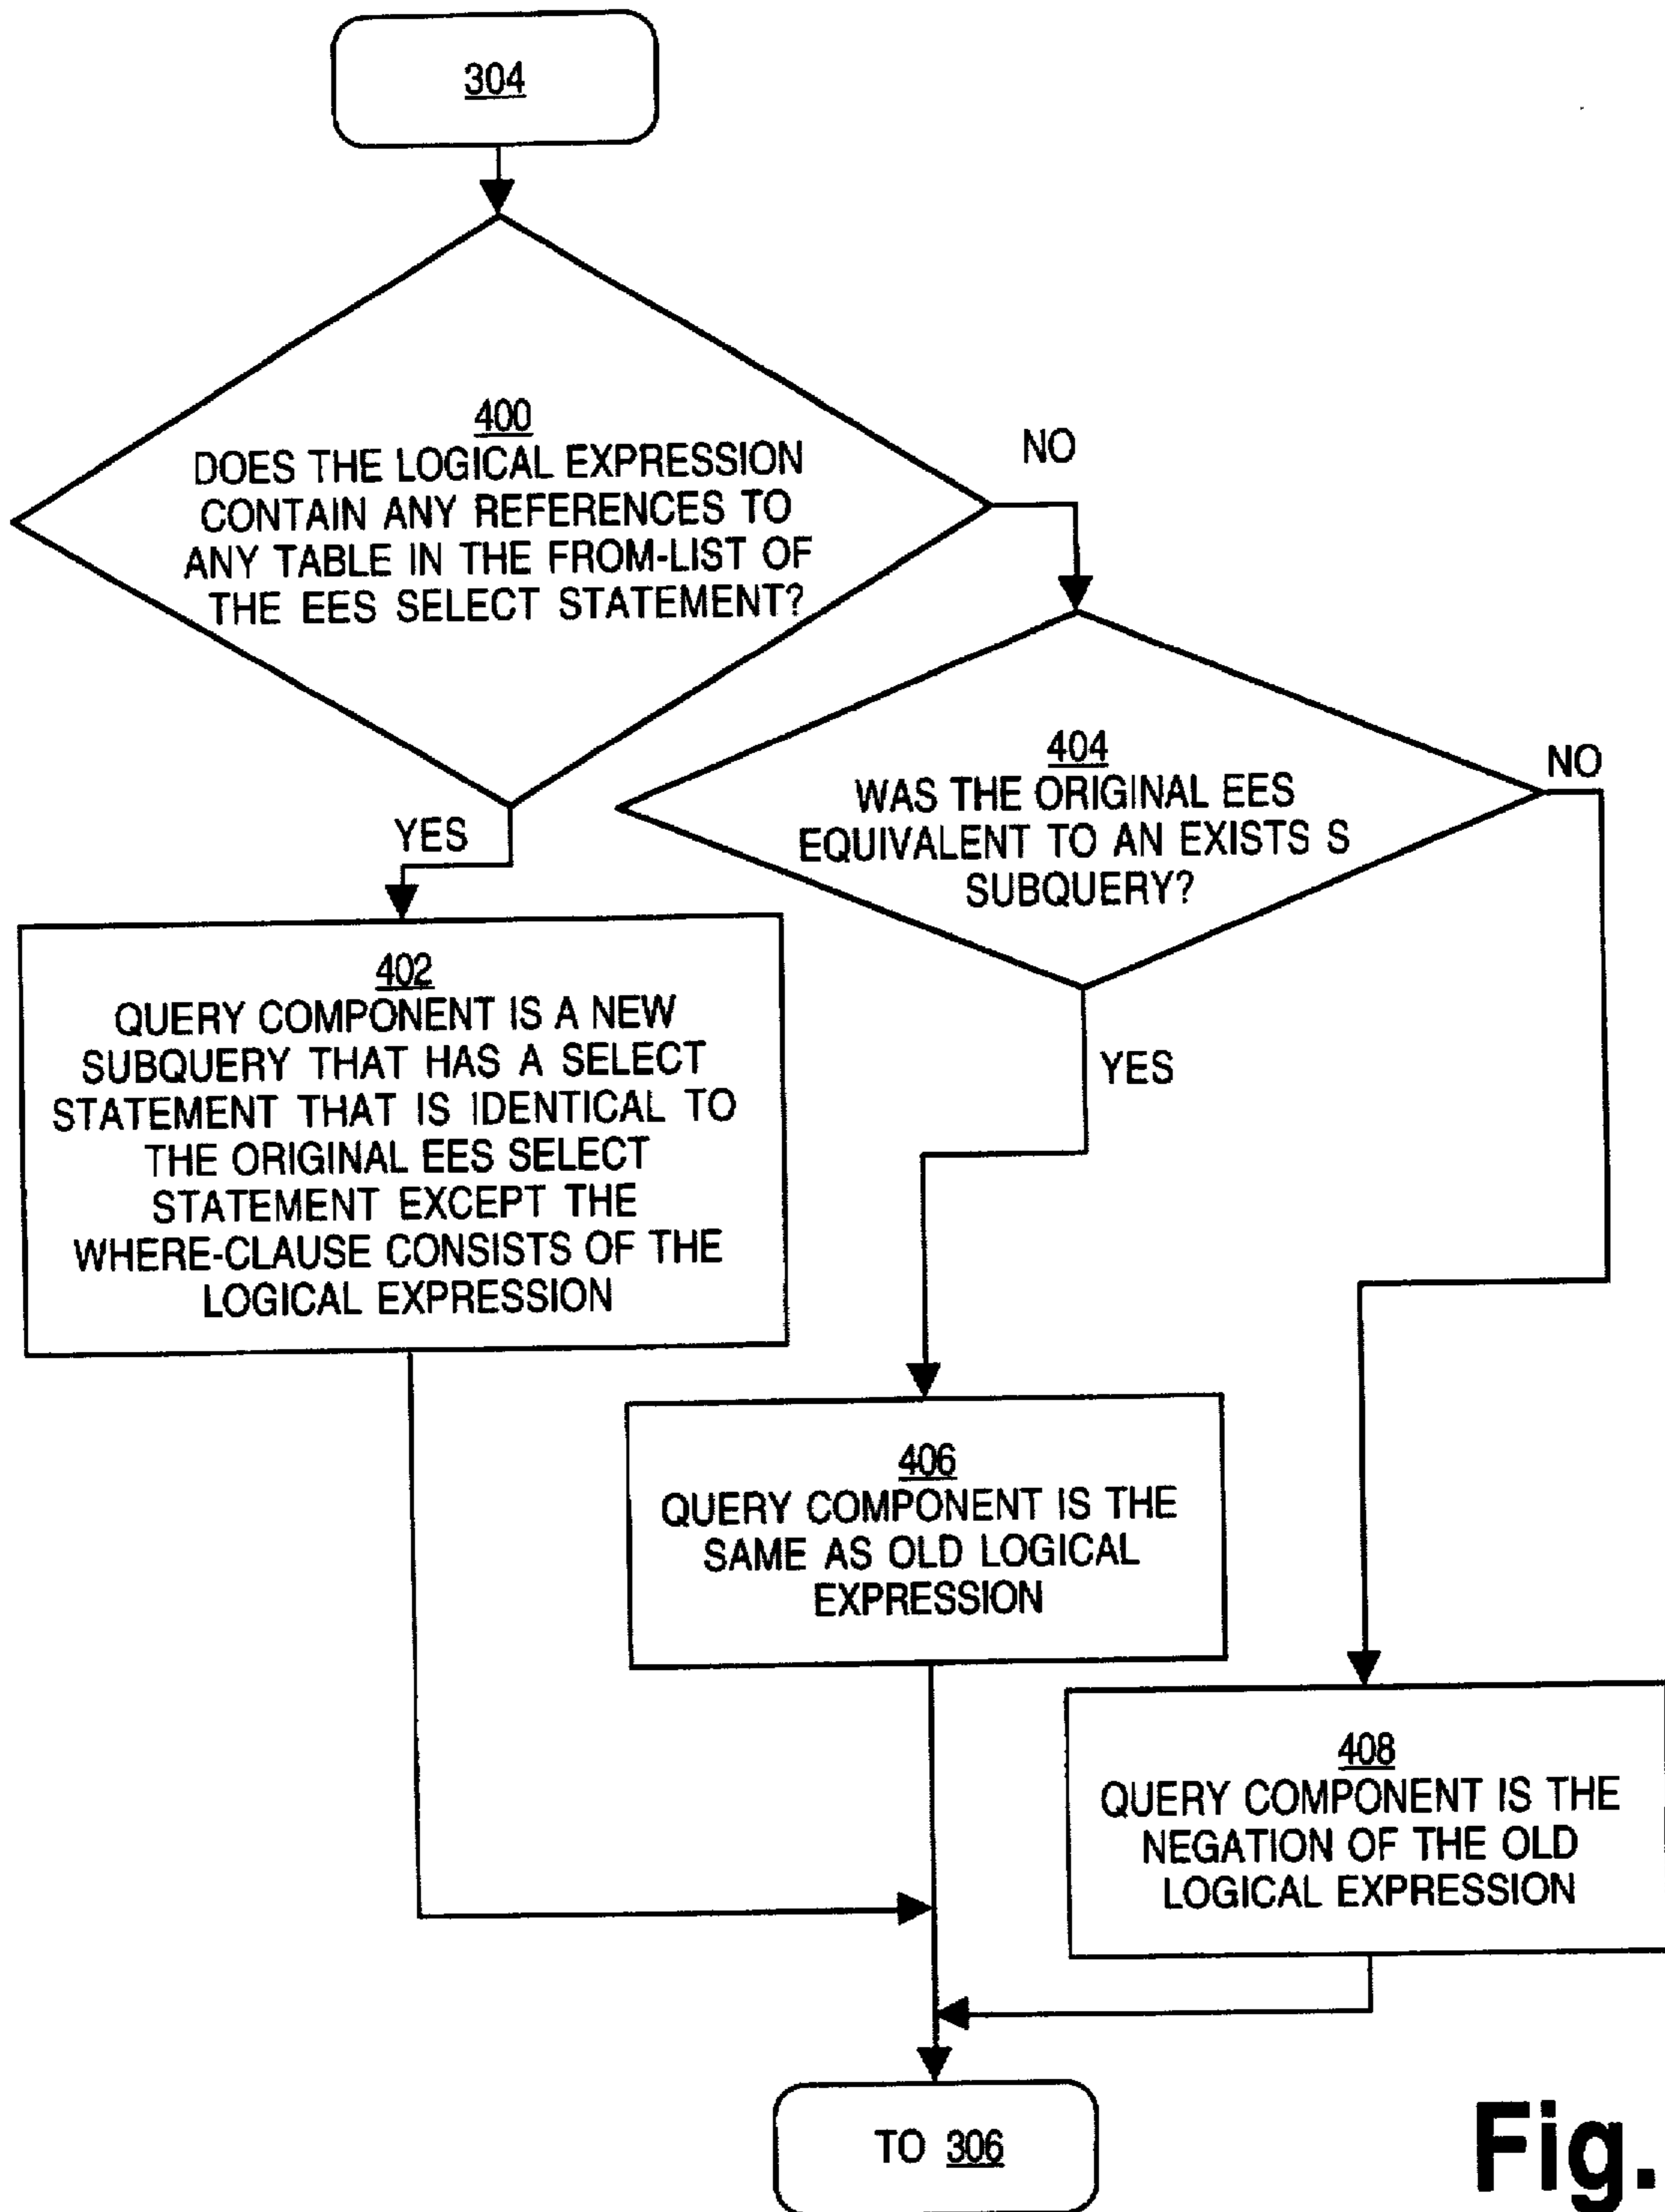 304
400
DOES THE LOGICAL EXPRESSION
CONTAIN ANY REFERENCES TO
ANY TABLE IN THE FROM-LIST OF
THE EES SELECT STATEMENT?
NO
YES
404
WAS THE ORIGINAL EES
EQUIVALENT TO AN EXISTS S
SUBQUERY?
NO
YES
402
QUERY COMPONENT IS A NEW
SUBQUERY THAT HAS A SELECT
STATEMENT THAT IS IDENTICAL TO
THE ORIGINAL EES SELECT
STATEMENT EXCEPT THE
WHERE-CLAUSE CONSISTS OF THE
LOGICAL EXPRESSION
406
QUERY COMPONENT IS THE
SAME AS OLD LOGICAL
EXPRESSION
408
QUERY COMPONENT IS THE
NEGATION OF THE OLD
LOGICAL EXPRESSION
TO 306
Fig.